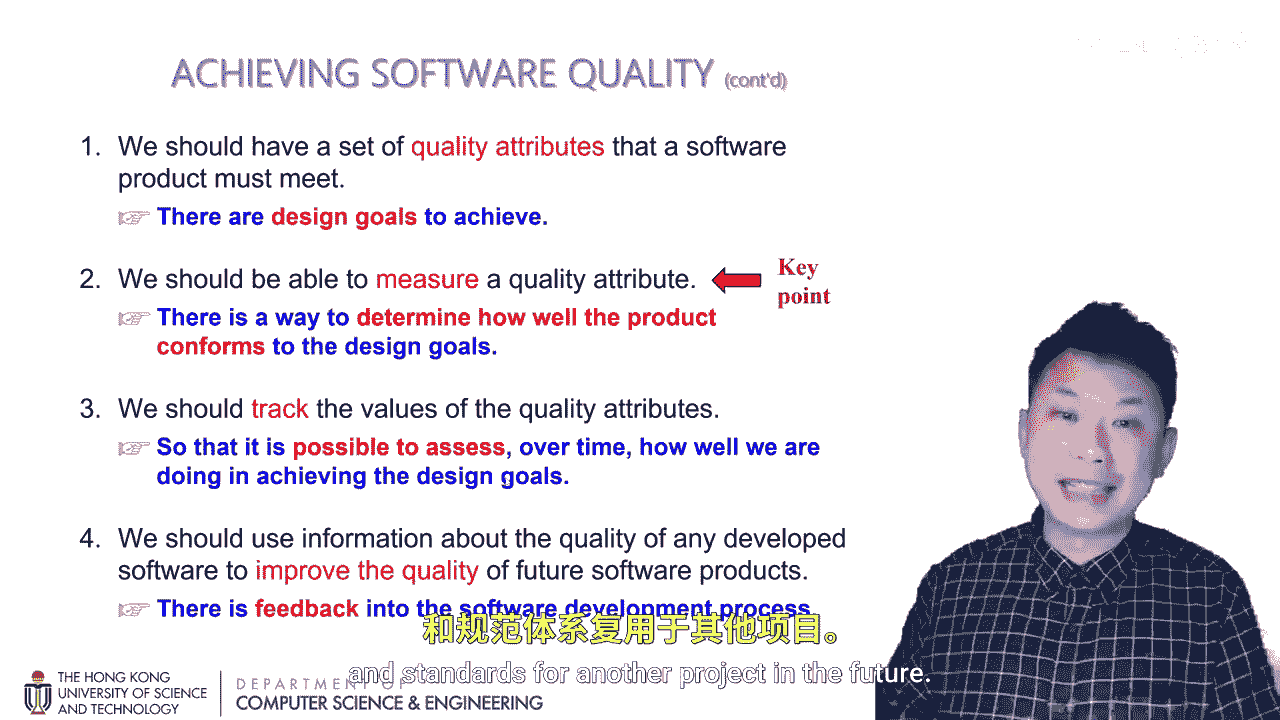 ACHIEVING SOFTWARE QUALITY (cont'd)
1. We should have a set of quality attributes that a software
product must meet.
☞ There are design goals to achieve.
2. We should be able to measure a quality attribute.
Key
point
☞ There is a way to determine how well the product
conforms to the design goals.
3. We should track the values of the quality attributes.
☞ So that it is possible to assess, over time, how well we are
doing in achieving the design goals.
4. We should use information about the quality of any developed
software to improve the quality of future software products.
☞ There is feedback into the software development process.
和规范体系复用于其他项目。
and standards for another project in the future.
THE HONG KONG
UNIVERSITY OF SCIENCE
AND TECHNOLOGY
DEPARTMENT OF
COMPUTER SCIENCE & ENGINEERING